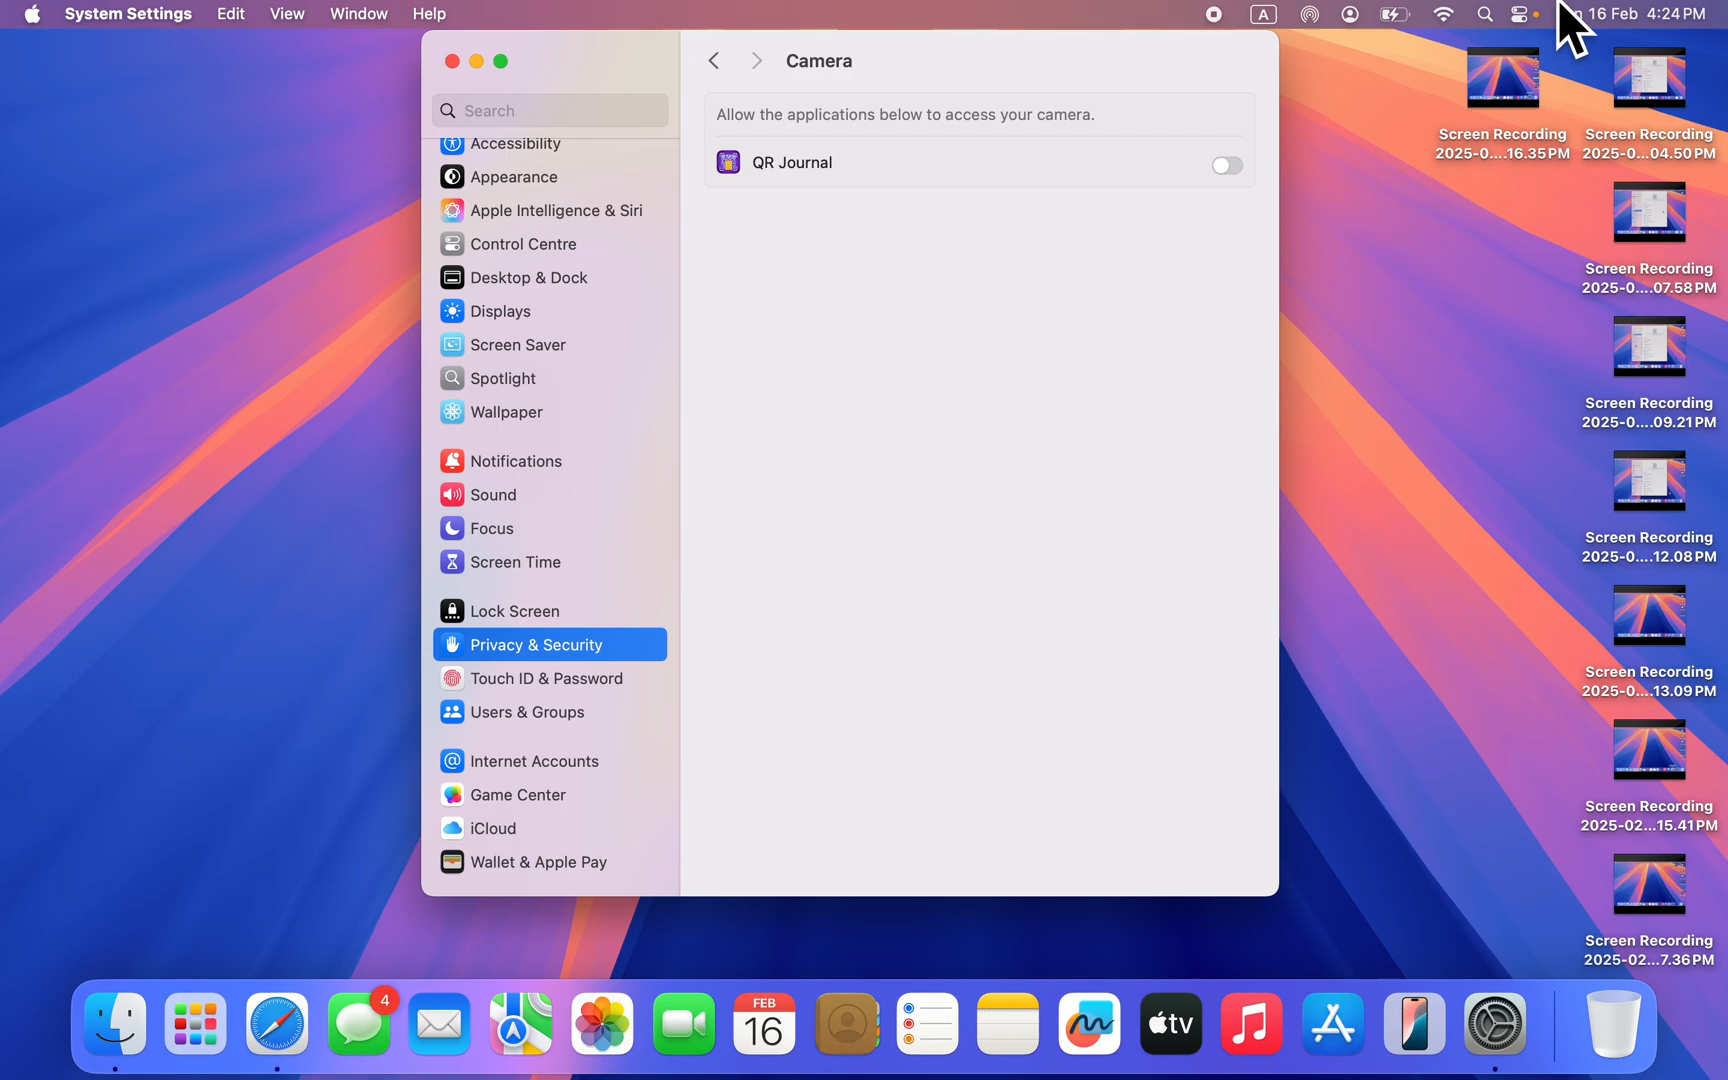 System Settings Edit View Window Help
A
16 Feb 4:24 PM
Search
Accessibility
Appearance
Apple Intelligence & Siri
Control Centre
Desktop & Dock
Displays
Screen Saver
Spotlight
Wallpaper
Notifications
Sound
Focus
Screen Time
Lock Screen
Privacy & Security
Touch ID & Password
Users & Groups
Internet Accounts
Game Center
iCloud
Wallet & Apple Pay
Camera
Allow the applications below to access your camera.
QR Journal
Screen Recording
2025-0....16.35 PM
Screen Recording
2025-0...04.50 PM
Screen Recording
2025-0....07.58 PM
Screen Recording
2025-0....09.21 PM
Screen Recording
2025-0....12.08 PM
Screen Recording
2025-0....13.09 PM
Screen Recording
2025-02...15.41 PM
Screen Recording
2025-02...7.36 PM
4
FEB
16
tv